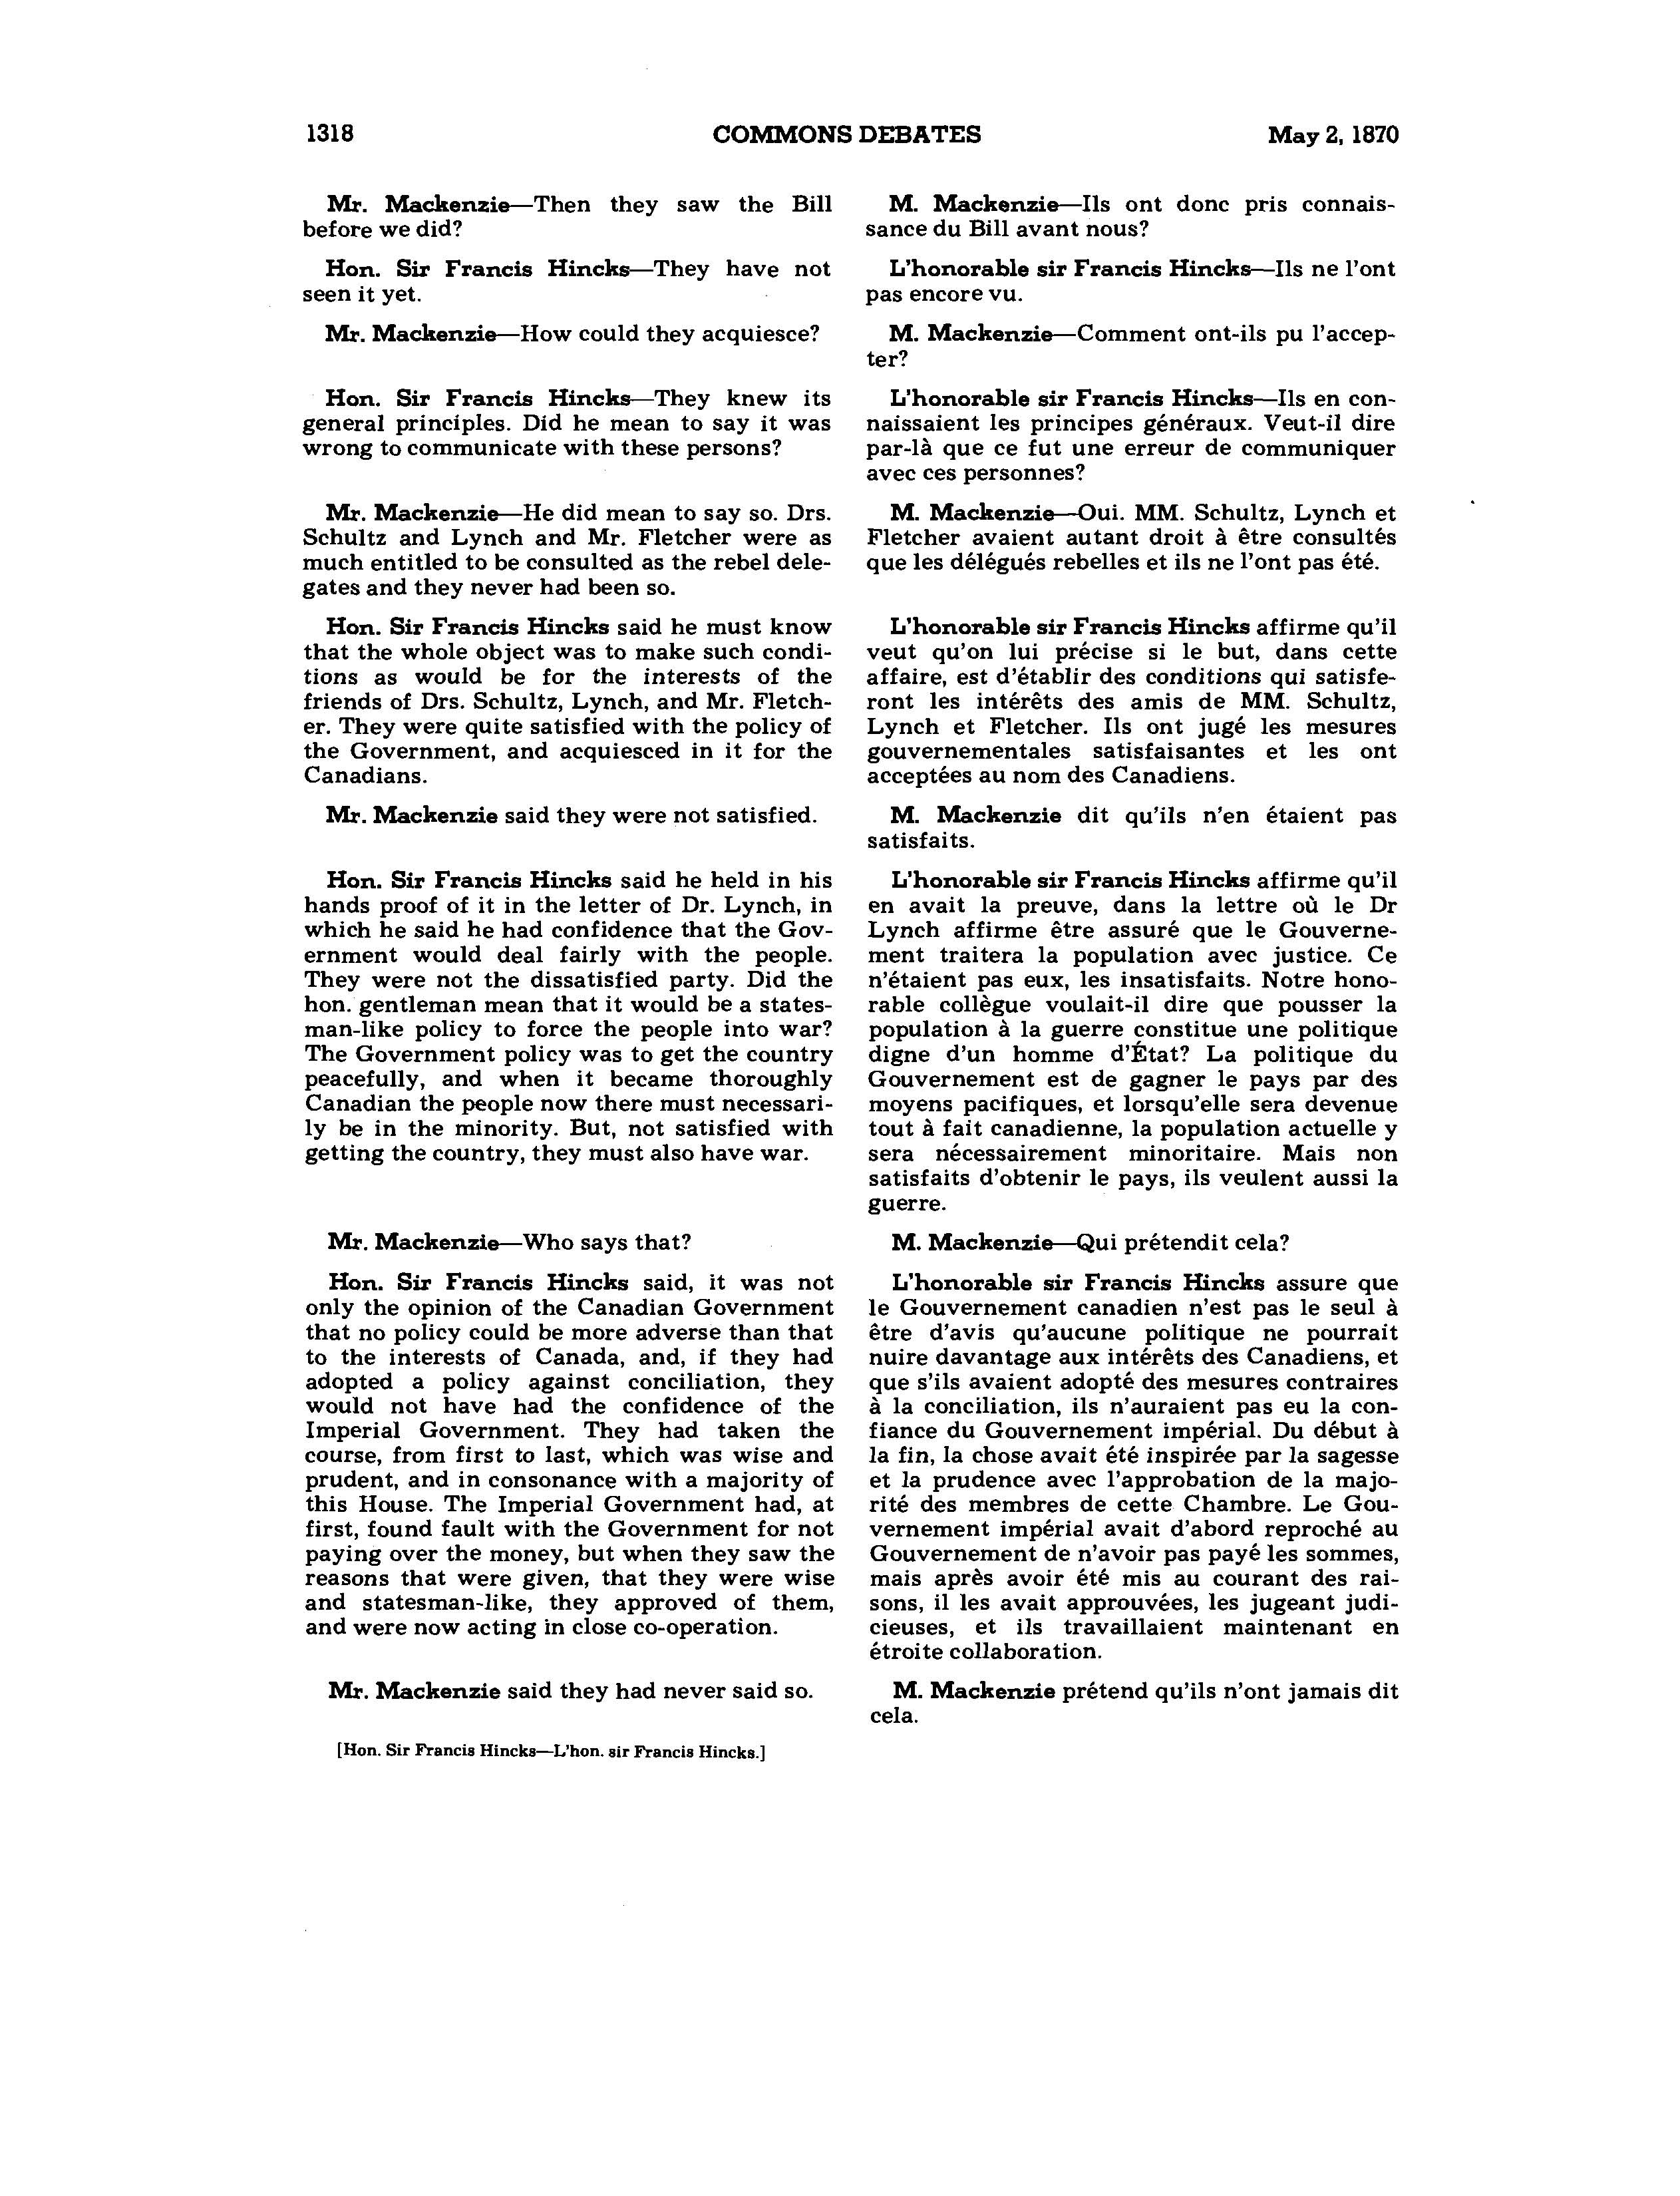 1318 COMMONS DEBATES May 2, 1870
Mr. Mackenzie—Then they saw the Bill
before we did?
Hon. Sir Francis Hincks—They have not
seen it yet.
Mr. Mackenzie—How could they acquiesce?
Hon. Sir Francis Hincks—They knew its
general principles. Did he mean to say it was
wrong to communicate with these persons?
Mr. Mackenzie—He did mean to say so. Drs.
Schultz and Lynch and Mr. Fletcher were as
much entitled to be consulted as the rebel dele-
gates and they never had been so.
Hon. Sir Francis Hincks said he must know
that the whole object was to make such condi-
tions as would be for the interests of the
friends of Drs. Schultz, Lynch, and Mr. Fletch-
er. They were quite satisfied with the policy of
the Government, and acquiesced in it for the
Canadians.
Mr. Mackenzie said they were not satisfied.
Hon. Sir Francis Hincks said he held in his
hands proof of it in the letter of Dr. Lynch, in
which he said he had confidence that the Gov-
ernment would deal fairly with the people.
They were not the dissatisfied party. Did the
hon. gentleman mean that it would be a states-
man-like policy to force the people into war?
The Government policy was to get the country
peacefully, and when it became thoroughly
Canadian the people now there must necessari-
ly be in the minority. But, not satisfied with
getting the country, they must also have war.
Mr. Mackenzie—Who says that?
Hon. Sir Francis Hincks said, it was not
only the opinion of the Canadian Government
that no policy could be more adverse than that
to the interests of Canada, and, if they had
adopted a policy against conciliation, they
would not have had the confidence of the
Imperial Government. They had taken the
course, from first to last, which was wise and
prudent, and in consonance with a majority of
this House. The Imperial Government had, at
first, found fault with the Government for not
paying over the money, but when they saw the
reasons that were given, that they were wise
and statesman-like, they approved of them,
and were now acting in close co-operation.
Mr. Mackenzie said they had never said so.
[Hon. Sir Francis Hincks—L'hon. sir Francis Hincks.]
M. Mackenzie—Ils ont donc pris connais-
sance du Bill avant nous?
L'honorable sir Francis Hincks—Ils ne l'ont
pas encore vu.
M. Mackenzie—Comment ont-ils pu l'accep-
ter?
L'honorable sir Francis Hincks—Ils en con-
naissaient les principes généraux. Veut-il dire
par-là que ce fut une erreur de communiquer
avec ces personnes?
M. Mackenzie—Oui. MM. Schultz, Lynch et
Fletcher avaient autant droit à être consultés
que les délégués rebelles et ils ne l'ont pas été.
L'honorable sir Francis Hincks affirme qu'il
veut qu'on lui précise si le but, dans cette
affaire, est d'établir des conditions qui satisfe-
ront les intérêts des amis de MM. Schultz,
Lynch et Fletcher. Ils ont jugé les mesures
gouvernementales satisfaisantes et les ont
acceptées au nom des Canadiens.
M. Mackenzie dit qu'ils n'en étaient pas
satisfaits.
L'honorable sir Francis Hincks affirme qu'il
en avait la preuve, dans la lettre où le Dr
Lynch affirme être assuré que le Gouverne-
ment traitera la population avec justice. Ce
n'étaient pas eux, les insatisfaits. Notre hono-
rable collègue voulait-il dire que pousser la
population à la guerre constitue une politique
digne d'un homme d'État? La politique du
Gouvernement est de gagner le pays par des
moyens pacifiques, et lorsqu'elle sera devenue
tout à fait canadienne, la population actuelle y
sera nécessairement minoritaire. Mais non
satisfaits d'obtenir le pays, ils veulent aussi la
guerre.
M. Mackenzie—Qui prétendit cela?
L'honorable sir Francis Hincks assure que
le Gouvernement canadien n'est pas le seul à
être d'avis qu'aucune politique ne pourrait
nuire davantage aux intérêts des Canadiens, et
que s'ils avaient adopté des mesures contraires
à la conciliation, ils n'auraient pas eu la con-
fiance du Gouvernement impérial. Du début à
la fin, la chose avait été inspirée par la sagesse
et la prudence avec l'approbation de la majo-
rité des membres de cette Chambre. Le Gou-
vernement impérial avait d'abord reproché au
Gouvernement de n'avoir pas payé les sommes,
mais après avoir été mis au courant des rai-
sons, il les avait approuvées, les jugeant judi-
cieuses, et ils travaillaient maintenant en
étroite collaboration.
M. Mackenzie prétend qu'ils n'ont jamais dit
cela.